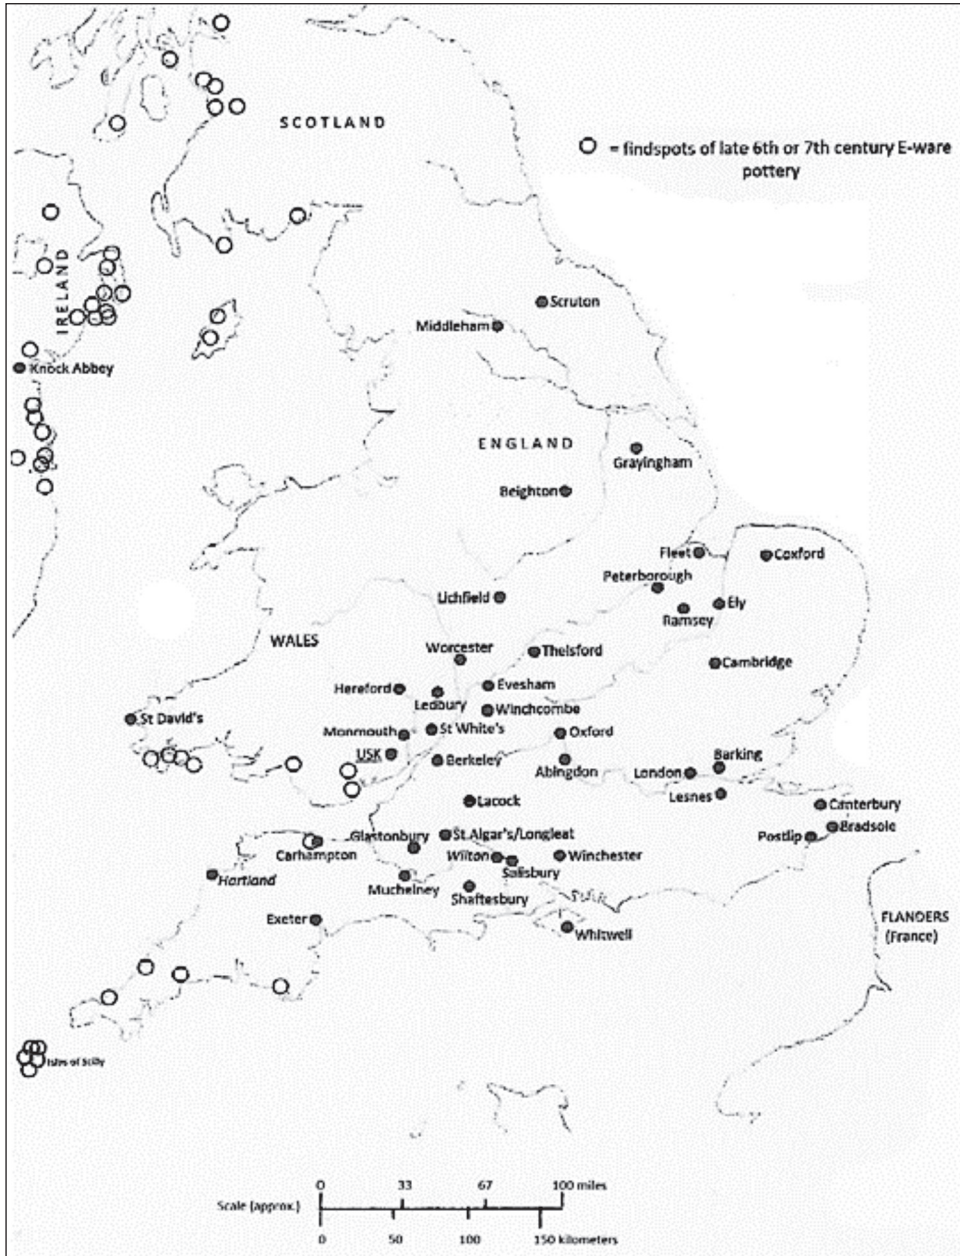 SCOTLAND
= findspots of late 6th or 7th century E-ware
pottery
IRELAND
Scruton
Middleham
Knock Abbey
ENGLAND
Grayingham
Beighton
Fleet
Coxford
Peterborough
Lichfield
Ely
Ramsey
WALES
Worcester
Thelsford
Cambridge
Hereford
Evesham
Ledbury
Winchcombe
St David's
Monmouth
St White's
Oxford
USK
Berkeley
Abingdon
London
Barking
Lesnes
Lacock
Canterbury
Bradsole
Postlip
Glastonbury
St Algar's/Longleat
Carhampton
Wilton
Salisbury
Winchester
Hartland
Muchelney
Shaftesbury
Exeter
Whitwell
FLANDERS
(France)
Isles of Scilly
0 33 67 100 miles
Scale (approx.)
0 50 100 150 kilometers